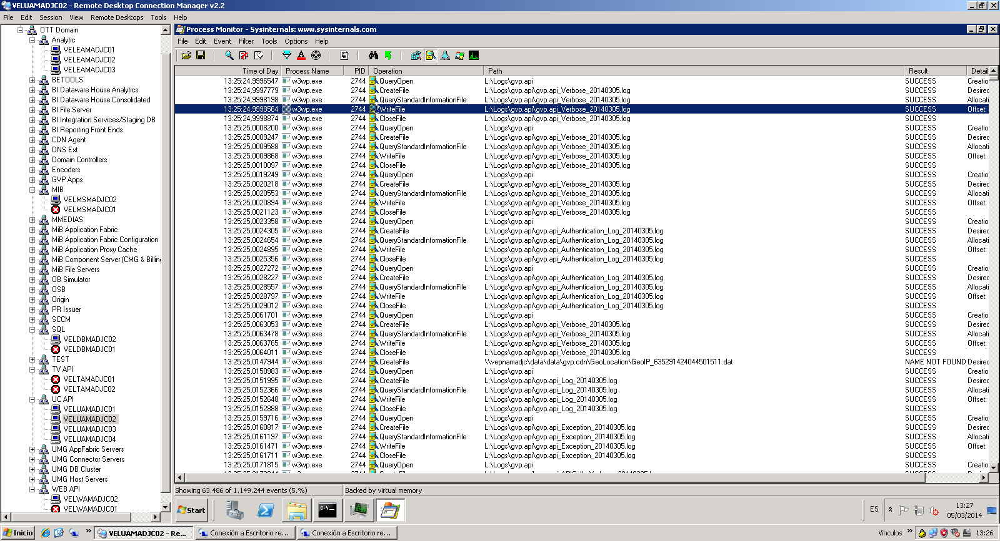 VELUAMADJC02 - Remote Desktop Connection Manager v2.2
File Edit Session View Remote Desktops Tools Help
OTT Domain
Analytic
VELEAMADJC01
VELEAMADJC02
VELEAMADJC03
BETOOLS
BI Dataware House Analytics
BI Dataware House Consolidated
BI File Server
BI Integration Services/Staging DB
BI Reporting Front Ends
CDN Agent
DNS Ext
Domain Controllers
Encoders
GVP Apps
MIB
VELMSMADJC02
VELMSMADJC01
MMEDIAS
MiB Application Fabric
MiB Application Fabric Configuration
MiB Application Proxy Cache
MiB Component Server (CMG & Billin
MiB File Servers
OB Simulator
OSB
Origin
PR Issuer
SCCM
SQL
VELDBMADJC02
VELDBMADJC01
TEST
TV API
VELTAMADJC01
VELTAMADJC02
UC API
VELUAMADJC01
VELUAMADJC02
VELUAMADJC03
VELUAMADJC04
UMG AppFabric Servers
UMG Connector Servers
UMG DB Cluster
UMG Host Servers
WEB API
VELWAMADJC02
VELWAMADJC01
Process Monitor - Sysinternals: www.sysinternals.com
File Edit Event Filter Tools Options Help
Time of Day Process Name PID Operation Path Result Detail
13:25:24,9996547 w3wp.exe 2744 QueryOpen L:\Logs\gvp.api SUCCESS Creatio
13:25:24,9997779 w3wp.exe 2744 CreateFile L:\Logs\gvp.api\gvp.api_Verbose_20140305.log SUCCESS Desired
13:25:24,9998198 w3wp.exe 2744 QueryStandardInformationFile L:\Logs\gvp.api\gvp.api_Verbose_20140305.log SUCCESS Allocati
13:25:24,9998564 w3wp.exe 2744 WriteFile L:\Logs\gvp.api\gvp.api_Verbose_20140305.log SUCCESS Offset:
13:25:24,9998874 w3wp.exe 2744 CloseFile L:\Logs\gvp.api\gvp.api_Verbose_20140305.log SUCCESS
13:25:25,0008200 w3wp.exe 2744 QueryOpen L:\Logs\gvp.api SUCCESS Creatio
13:25:25,0009247 w3wp.exe 2744 CreateFile L:\Logs\gvp.api\gvp.api_Verbose_20140305.log SUCCESS Desired
13:25:25,0009588 w3wp.exe 2744 QueryStandardInformationFile L:\Logs\gvp.api\gvp.api_Verbose_20140305.log SUCCESS Allocati
13:25:25,0009868 w3wp.exe 2744 WriteFile L:\Logs\gvp.api\gvp.api_Verbose_20140305.log SUCCESS Offset:
13:25:25,0010097 w3wp.exe 2744 CloseFile L:\Logs\gvp.api\gvp.api_Verbose_20140305.log SUCCESS
13:25:25,0019249 w3wp.exe 2744 QueryOpen L:\Logs\gvp.api SUCCESS Creatio
13:25:25,0020218 w3wp.exe 2744 CreateFile L:\Logs\gvp.api\gvp.api_Verbose_20140305.log SUCCESS Desired
13:25:25,0020553 w3wp.exe 2744 QueryStandardInformationFile L:\Logs\gvp.api\gvp.api_Verbose_20140305.log SUCCESS Allocati
13:25:25,0020894 w3wp.exe 2744 WriteFile L:\Logs\gvp.api\gvp.api_Verbose_20140305.log SUCCESS Offset:
13:25:25,0021123 w3wp.exe 2744 CloseFile L:\Logs\gvp.api\gvp.api_Verbose_20140305.log SUCCESS
13:25:25,0023358 w3wp.exe 2744 QueryOpen L:\Logs\gvp.api SUCCESS Creatio
13:25:25,0024305 w3wp.exe 2744 CreateFile L:\Logs\gvp.api\gvp.api_Authentication_Log_20140305.log SUCCESS Desired
13:25:25,0024654 w3wp.exe 2744 QueryStandardInformationFile L:\Logs\gvp.api\gvp.api_Authentication_Log_20140305.log SUCCESS Allocati
13:25:25,0024895 w3wp.exe 2744 WriteFile L:\Logs\gvp.api\gvp.api_Authentication_Log_20140305.log SUCCESS Offset:
13:25:25,0025356 w3wp.exe 2744 CloseFile L:\Logs\gvp.api\gvp.api_Authentication_Log_20140305.log SUCCESS
13:25:25,0027272 w3wp.exe 2744 QueryOpen L:\Logs\gvp.api SUCCESS Creatio
13:25:25,0028227 w3wp.exe 2744 CreateFile L:\Logs\gvp.api\gvp.api_Authentication_Log_20140305.log SUCCESS Desired
13:25:25,0028557 w3wp.exe 2744 QueryStandardInformationFile L:\Logs\gvp.api\gvp.api_Authentication_Log_20140305.log SUCCESS Allocati
13:25:25,0028797 w3wp.exe 2744 WriteFile L:\Logs\gvp.api\gvp.api_Authentication_Log_20140305.log SUCCESS Offset:
13:25:25,0029012 w3wp.exe 2744 CloseFile L:\Logs\gvp.api\gvp.api_Authentication_Log_20140305.log SUCCESS
13:25:25,0061701 w3wp.exe 2744 QueryOpen L:\Logs\gvp.api SUCCESS Creatio
13:25:25,0063053 w3wp.exe 2744 CreateFile L:\Logs\gvp.api\gvp.api_Verbose_20140305.log SUCCESS Desired
13:25:25,0063478 w3wp.exe 2744 QueryStandardInformationFile L:\Logs\gvp.api\gvp.api_Verbose_20140305.log SUCCESS Allocati
13:25:25,0063765 w3wp.exe 2744 WriteFile L:\Logs\gvp.api\gvp.api_Verbose_20140305.log SUCCESS Offset:
13:25:25,0064011 w3wp.exe 2744 CloseFile L:\Logs\gvp.api\gvp.api_Verbose_20140305.log SUCCESS
13:25:25,0147944 w3wp.exe 2744 CreateFile \\vepnamadjc\data\data\gvp.cdn\GeoLocation\GeoIP_635291424044501511.dat NAME NOT FOUND Desired
13:25:25,0150983 w3wp.exe 2744 QueryOpen L:\Logs\gvp.api SUCCESS Creatio
13:25:25,0151995 w3wp.exe 2744 CreateFile L:\Logs\gvp.api\gvp.api_Log_20140305.log SUCCESS Desired
13:25:25,0152366 w3wp.exe 2744 QueryStandardInformationFile L:\Logs\gvp.api\gvp.api_Log_20140305.log SUCCESS Allocati
13:25:25,0152648 w3wp.exe 2744 WriteFile L:\Logs\gvp.api\gvp.api_Log_20140305.log SUCCESS Offset:
13:25:25,0152888 w3wp.exe 2744 CloseFile L:\Logs\gvp.api\gvp.api_Log_20140305.log SUCCESS
13:25:25,0159716 w3wp.exe 2744 QueryOpen L:\Logs\gvp.api SUCCESS Creatio
13:25:25,0160817 w3wp.exe 2744 CreateFile L:\Logs\gvp.api\gvp.api_Exception_20140305.log SUCCESS Desired
13:25:25,0161197 w3wp.exe 2744 QueryStandardInformationFile L:\Logs\gvp.api\gvp.api_Exception_20140305.log SUCCESS Allocati
13:25:25,0161471 w3wp.exe 2744 WriteFile L:\Logs\gvp.api\gvp.api_Exception_20140305.log SUCCESS Offset:
13:25:25,0161711 w3wp.exe 2744 CloseFile L:\Logs\gvp.api\gvp.api_Exception_20140305.log SUCCESS
13:25:25,0171815 w3wp.exe 2744 QueryOpen L:\Logs\gvp.api SUCCESS Creatio
Showing 63.486 of 1.149.244 events (5.%) Backed by virtual memory
Start ES 13:27
05/03/2014
Inicio VELUAMADJC02 - Re... Conexión a Escritorio re... Conexión a Escritorio re... Vínculos 13:26